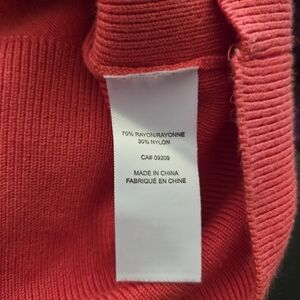 70% RAYON/RAYONNE
30% NYLON
CA# 09209
MADE IN CHINA
FABRIQUÉ EN CHINE